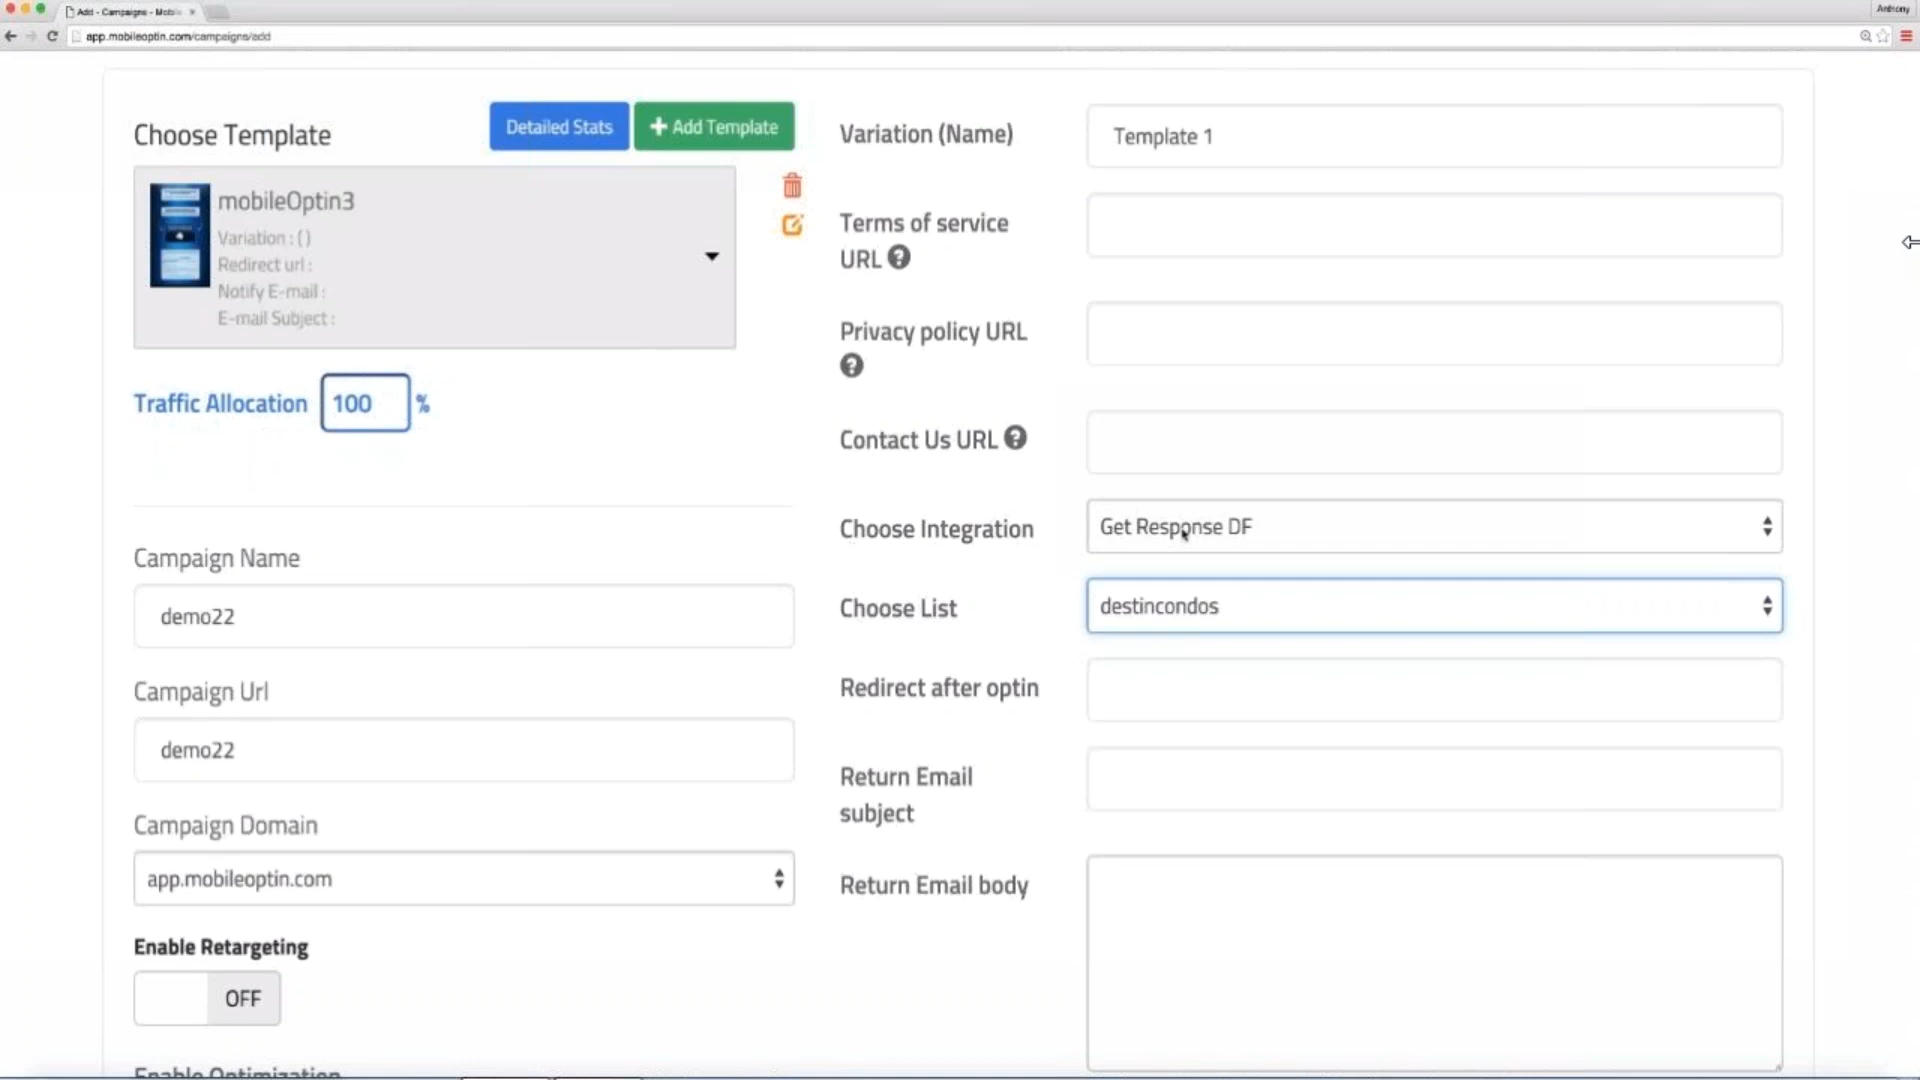 Add - Campaigns - Mobi
Anthony
app.mobileoptin.com/campaigns/add
Choose Template
Detailed Stats
+ Add Template
mobileOptin3
Variation : ( )
Redirect url :
Notify E-mail :
E-mail Subject :
Traffic Allocation 100 %
Campaign Name
demo22
Campaign Url
demo22
Campaign Domain
app.mobileoptin.com
Enable Retargeting
OFF
Enable Optimization
Variation (Name)
Template 1
Terms of service
URL ?
Privacy policy URL
?
Contact Us URL ?
Choose Integration
Get Response DF
Choose List
destincondos
Redirect after optin
Return Email
subject
Return Email body